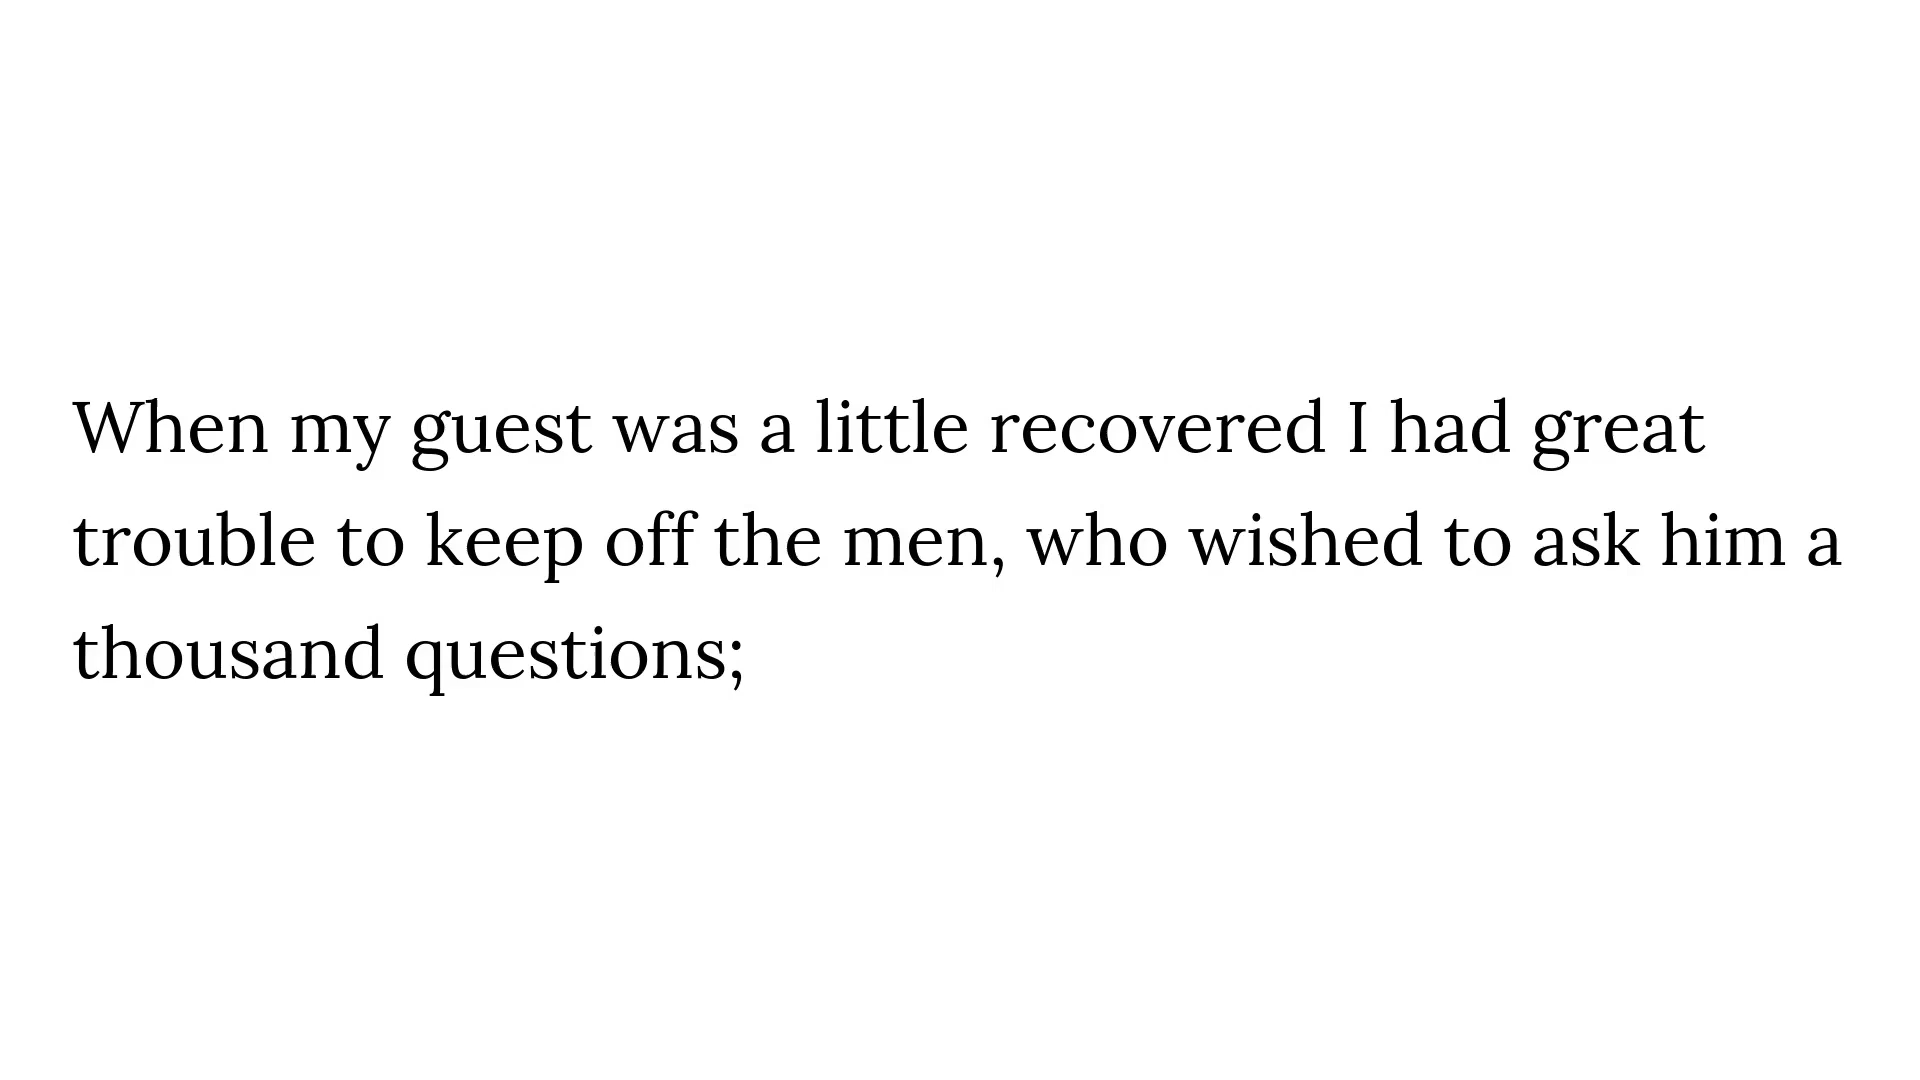 When my guest was a little recovered I had great
trouble to keep off the men, who wished to ask him a
thousand questions;